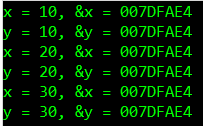 x = 10, &x = 007DFAE4
y = 10, &y = 007DFAE4
x = 20, &x = 007DFAE4
y = 20, &y = 007DFAE4
x = 30, &x = 007DFAE4
y = 30, &y = 007DFAE4